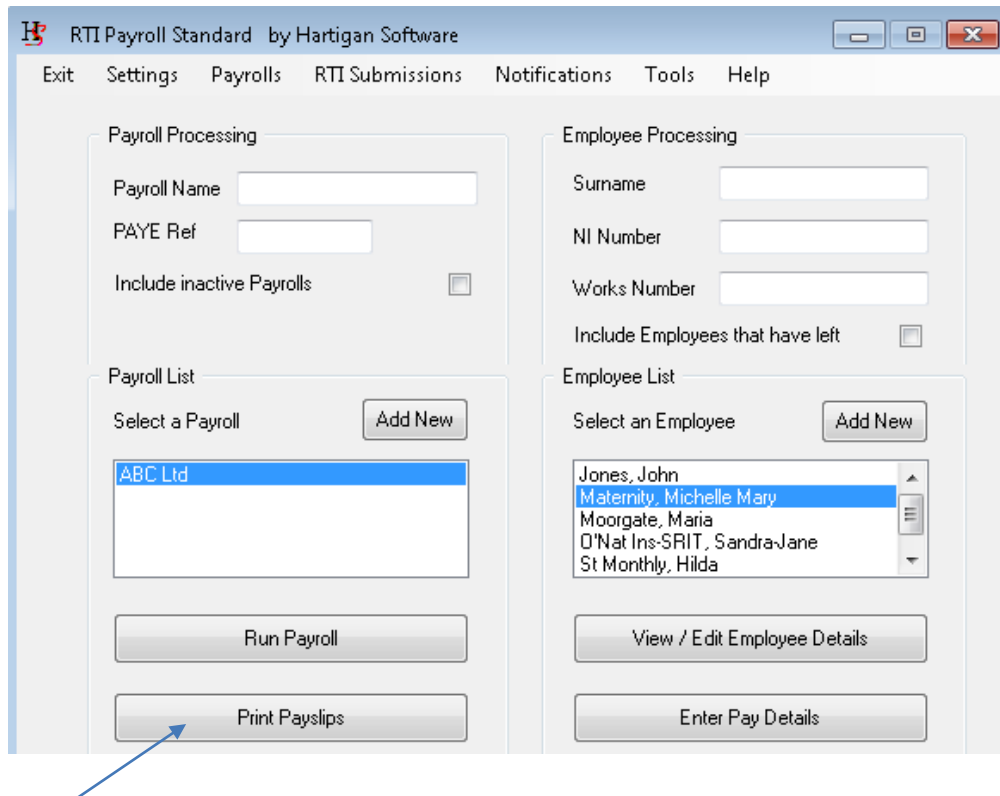 HS RTI Payroll Standard by Hartigan Software
Exit Settings Payrolls RTI Submissions Notifications Tools Help
Payroll Processing
Payroll Name
PAYE Ref
Include inactive Payrolls
Employee Processing
Surname
NI Number
Works Number
Include Employees that have left
Payroll List
Select a Payroll Add New
ABC Ltd
Run Payroll
Print Payslips
Employee List
Select an Employee Add New
Jones, John
Maternity, Michelle Mary
Moorgate, Maria
O'Nat Ins-SRIT, Sandra-Jane
St Monthly, Hilda
View / Edit Employee Details
Enter Pay Details